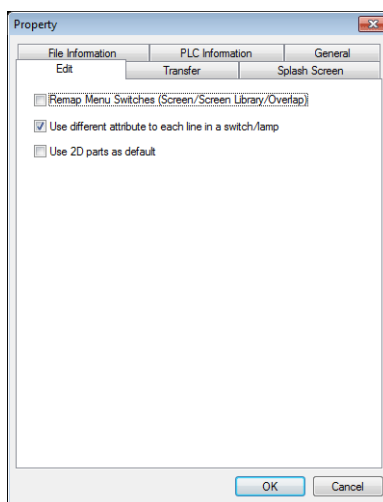 Property
File Information
PLC Information
General
Edit
Transfer
Splash Screen
Remap Menu Switches (Screen/Screen Library/Overlap)
Use different attribute to each line in a switch/lamp
Use 2D parts as default
OK
Cancel